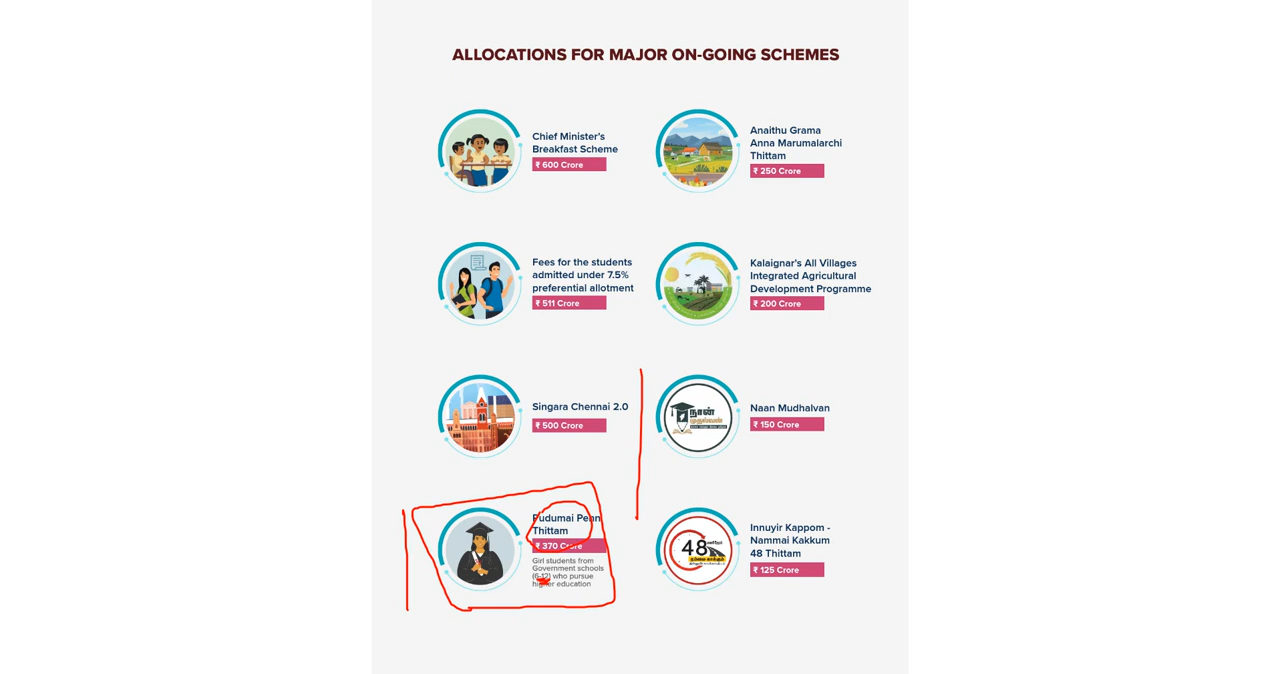 ALLOCATIONS FOR MAJOR ON-GOING SCHEMES
Chief Minister's
Breakfast Scheme
₹ 600 Crore
Anaithu Grama
Anna Marumalarchi
Thittam
₹ 250 Crore
Fees for the students
admitted under 7.5%
preferential allotment
₹ 511 Crore
Kalaignar's All Villages
Integrated Agricultural
Development Programme
₹ 200 Crore
Singara Chennai 2.0
₹ 500 Crore
நான்
முதல்வன்
Naan Mudhalvan
₹ 150 Crore
Pudumai Penn
Thittam
₹ 370 Crore
Girl students from
Government schools
(6-12) who pursue
higher education
48
Innuyir Kappom -
Nammai Kakkum
48 Thittam
₹ 125 Crore